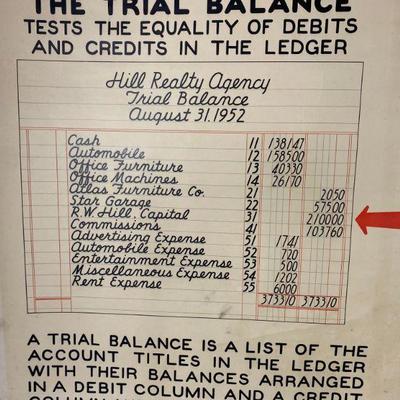 THE TRIAL BALANCE
TESTS THE EQUALITY OF DEBITS
AND CREDITS IN THE LEDGER
Hill Realty Agency
Trial Balance
August 31, 1952
Cash 11 138147
Automobile 12 158500
Office Furniture 13 40330
Office Machines 14 26170
Atlas Furniture Co. 21 2050
Star Garage 22 57500
R.W. Hill, Capital 31 210000
Commissions 41 103760
Advertising Expense 51 1741
Automobile Expense 52 720
Entertainment Expense 53 500
Miscellaneous Expense 54 1202
Rent Expense 55 6000
373310 373310
A TRIAL BALANCE IS A LIST OF THE
ACCOUNT TITLES IN THE LEDGER
WITH THEIR BALANCES ARRANGED
IN A DEBIT COLUMN AND A CREDIT
COLUMN